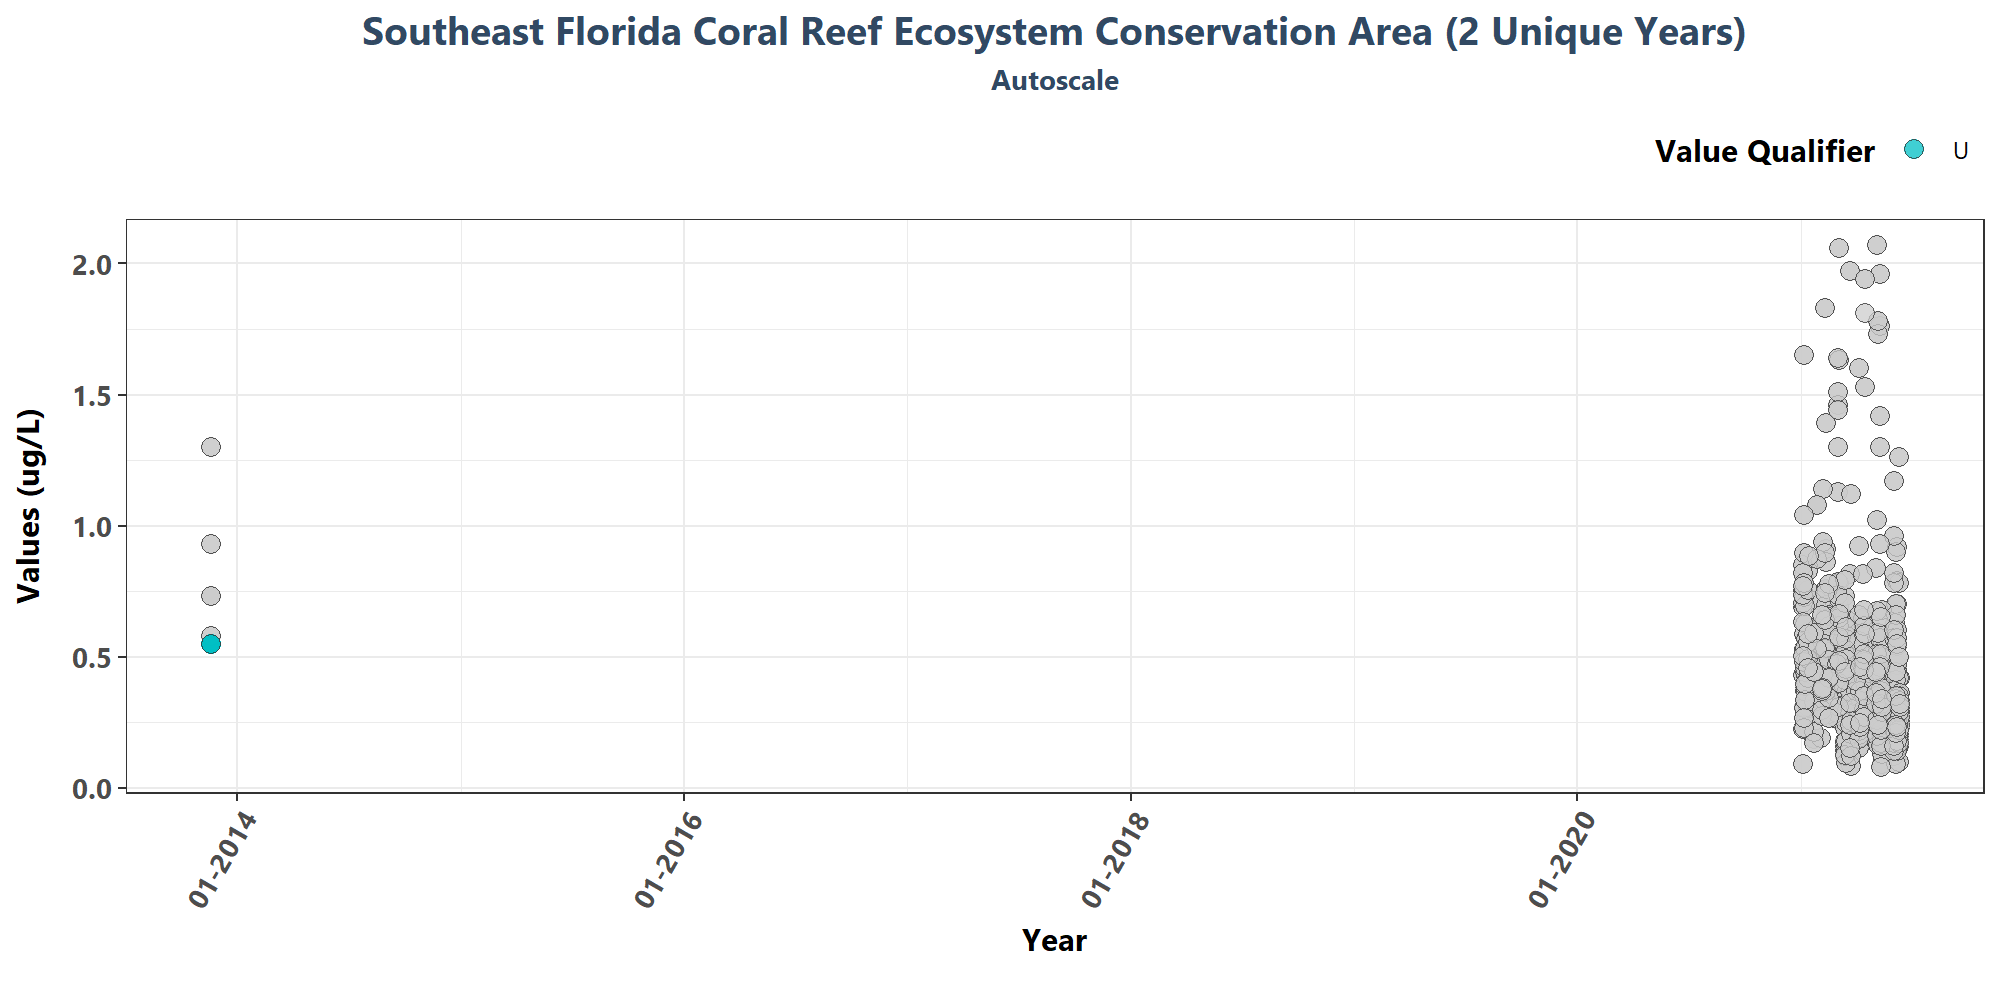 Southeast Florida Coral Reef Ecosystem Conservation Area (2 Unique Years)
Autoscale
Value Qualifier U
Values (ug/L)
2.0
1.5
1.0
0.5
0.0
01-2014
01-2016
01-2018
01-2020
Year